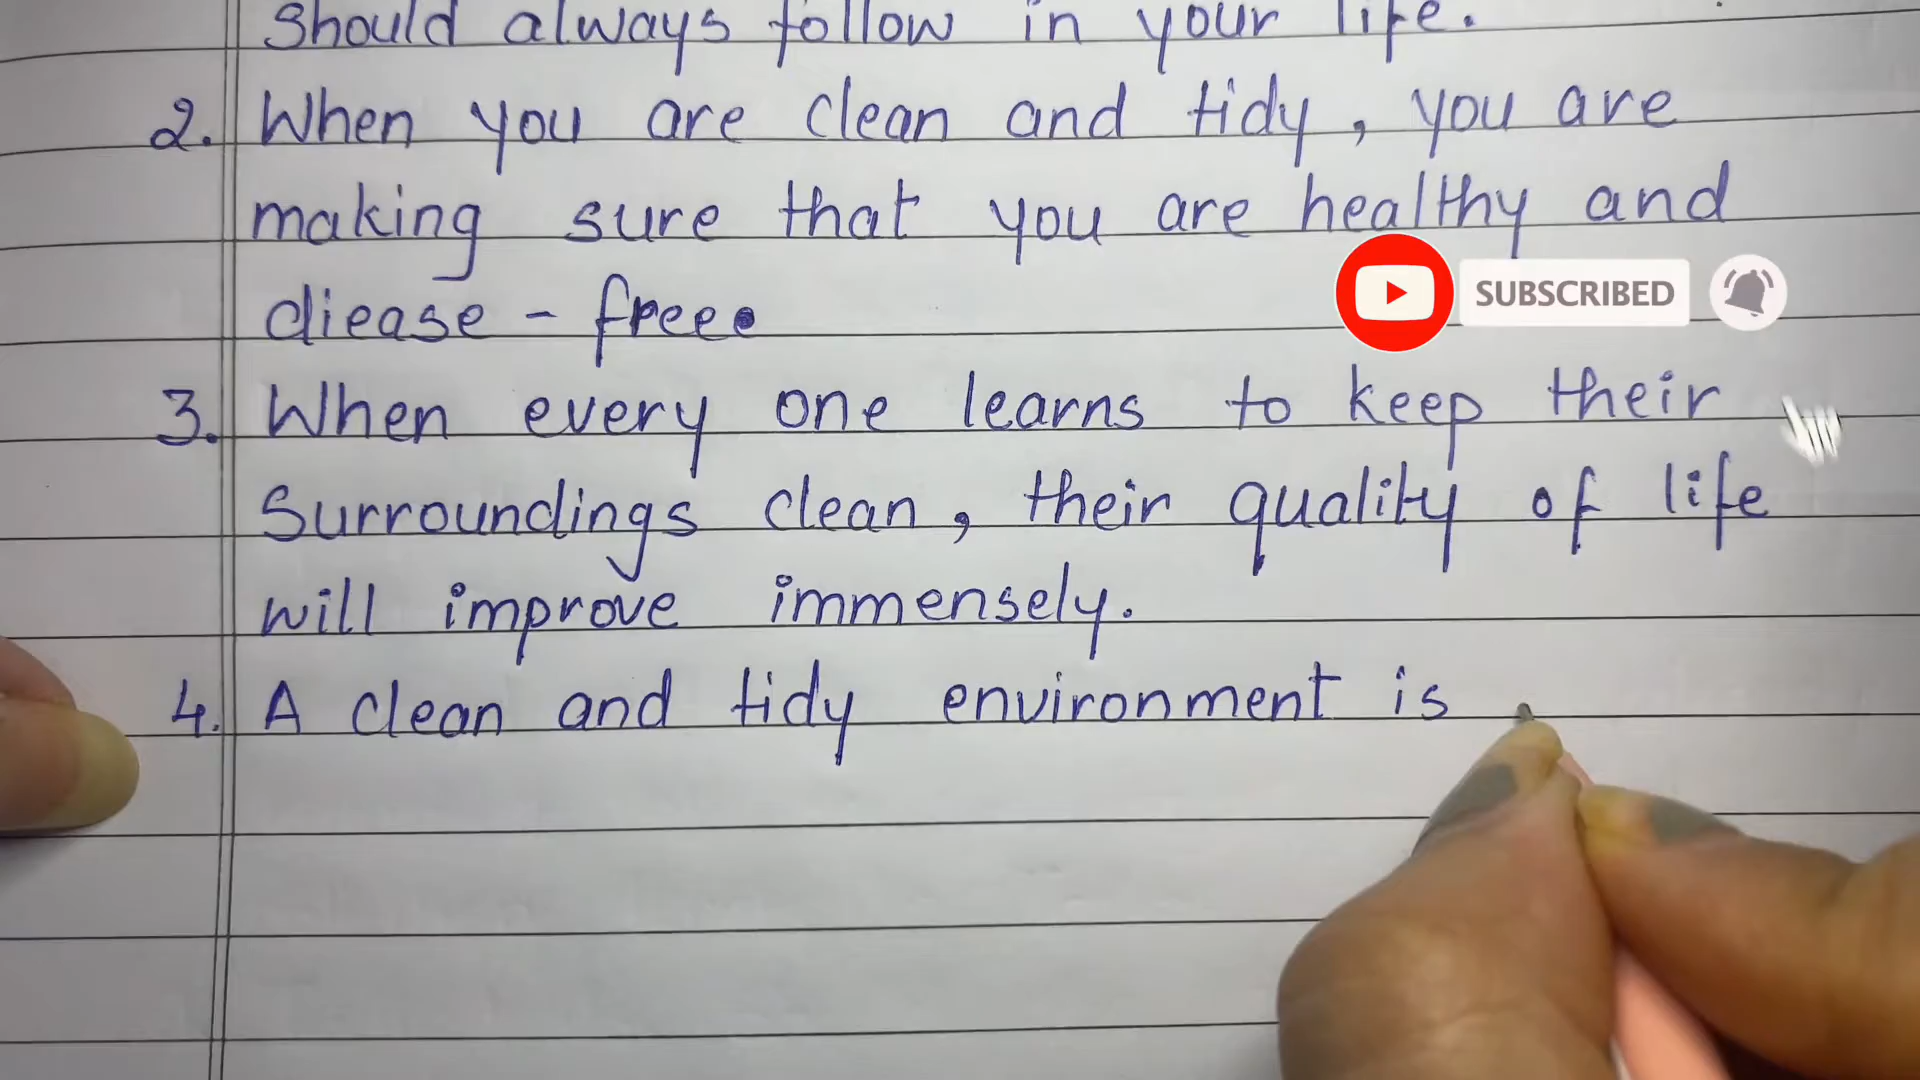 Should always follow in your life.
2. When you are clean and tidy, you are
making sure that you are healthy and
diease - free.
SUBSCRIBED
3. When every one learns to keep their
Surroundings clean, their quality of life
will improve immensely.
4. A clean and tidy environment is